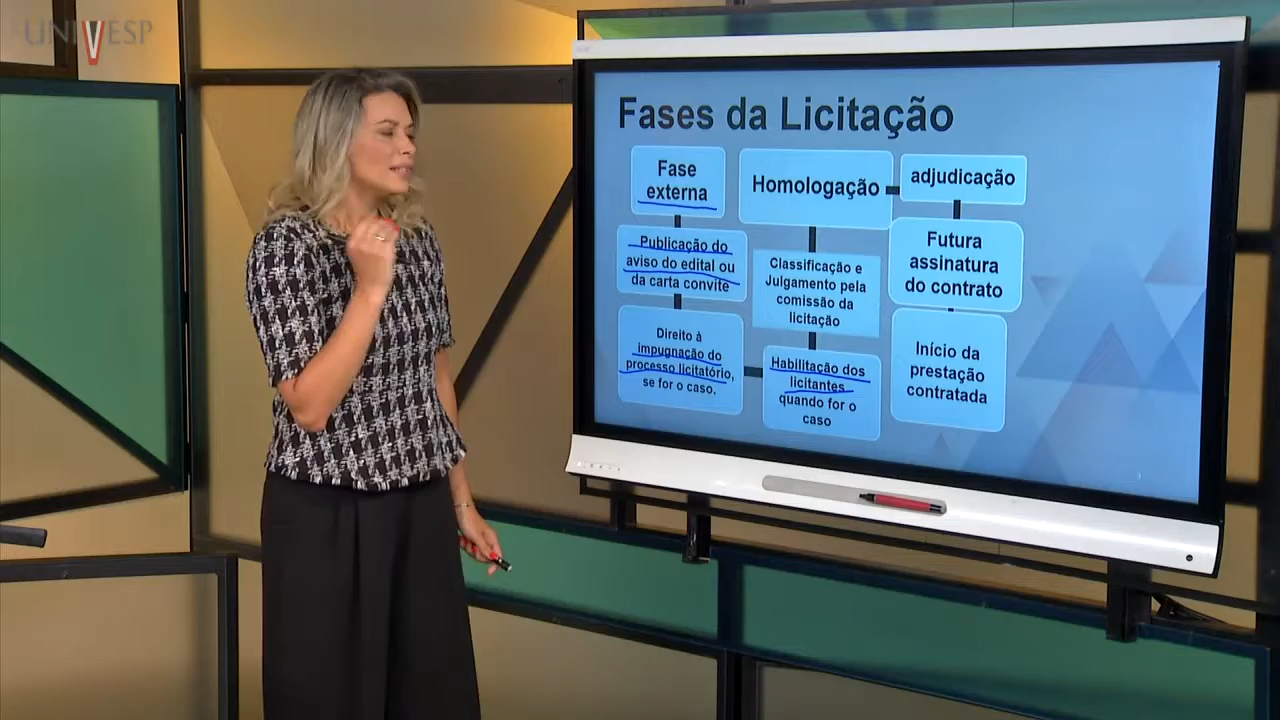 UNIVESP
Fases da Licitação
Fase
externa
Publicação do
aviso do edital ou
da carta convite
Direito à
impugnação do
processo licitatório,
se for o caso.
Homologação
Classificação e
Julgamento pela
comissão da
licitação
Habilitação dos
licitantes
quando for o
caso
adjudicação
Futura
assinatura
do contrato
Início da
prestação
contratada